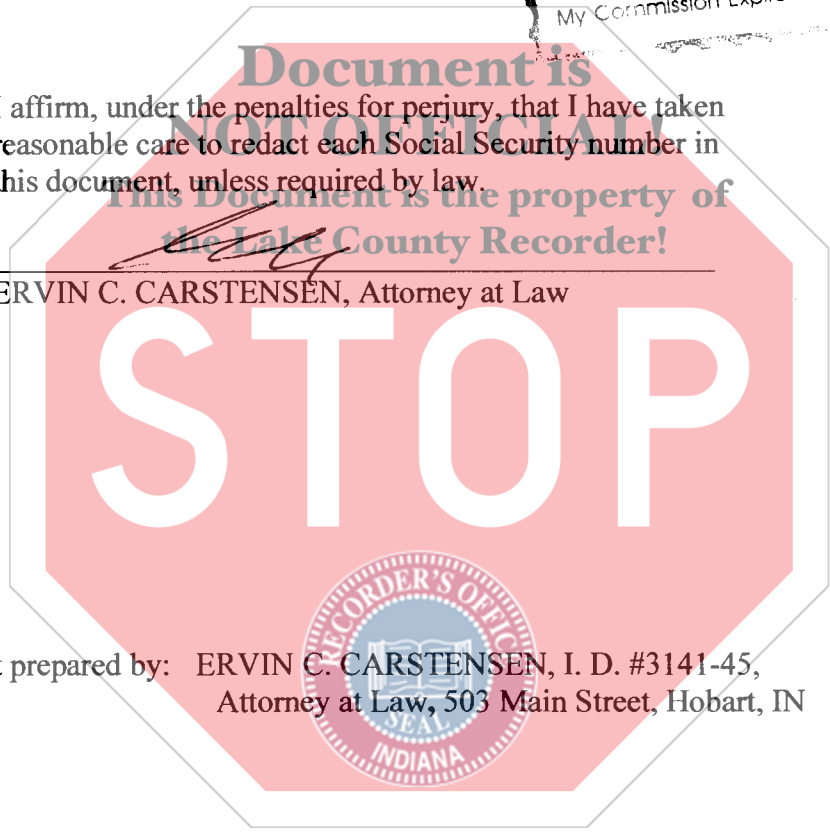 My Commission
Document is
I affirm, under the penalties for perjury, that I have taken
NOT OFFICIAL!
reasonable care to redact each Social Security number in
this document, unless required by law.
This Document is the property of
the Lake County Recorder!
ERVIN C. CARSTENSEN, Attorney at Law
STOP
RECORDER'S OFFICE
prepared by: ERVIN C. CARSTENSEN, I. D. #3141-45,
Attorney at Law, 503 Main Street, Hobart, IN
SEAL
INDIANA